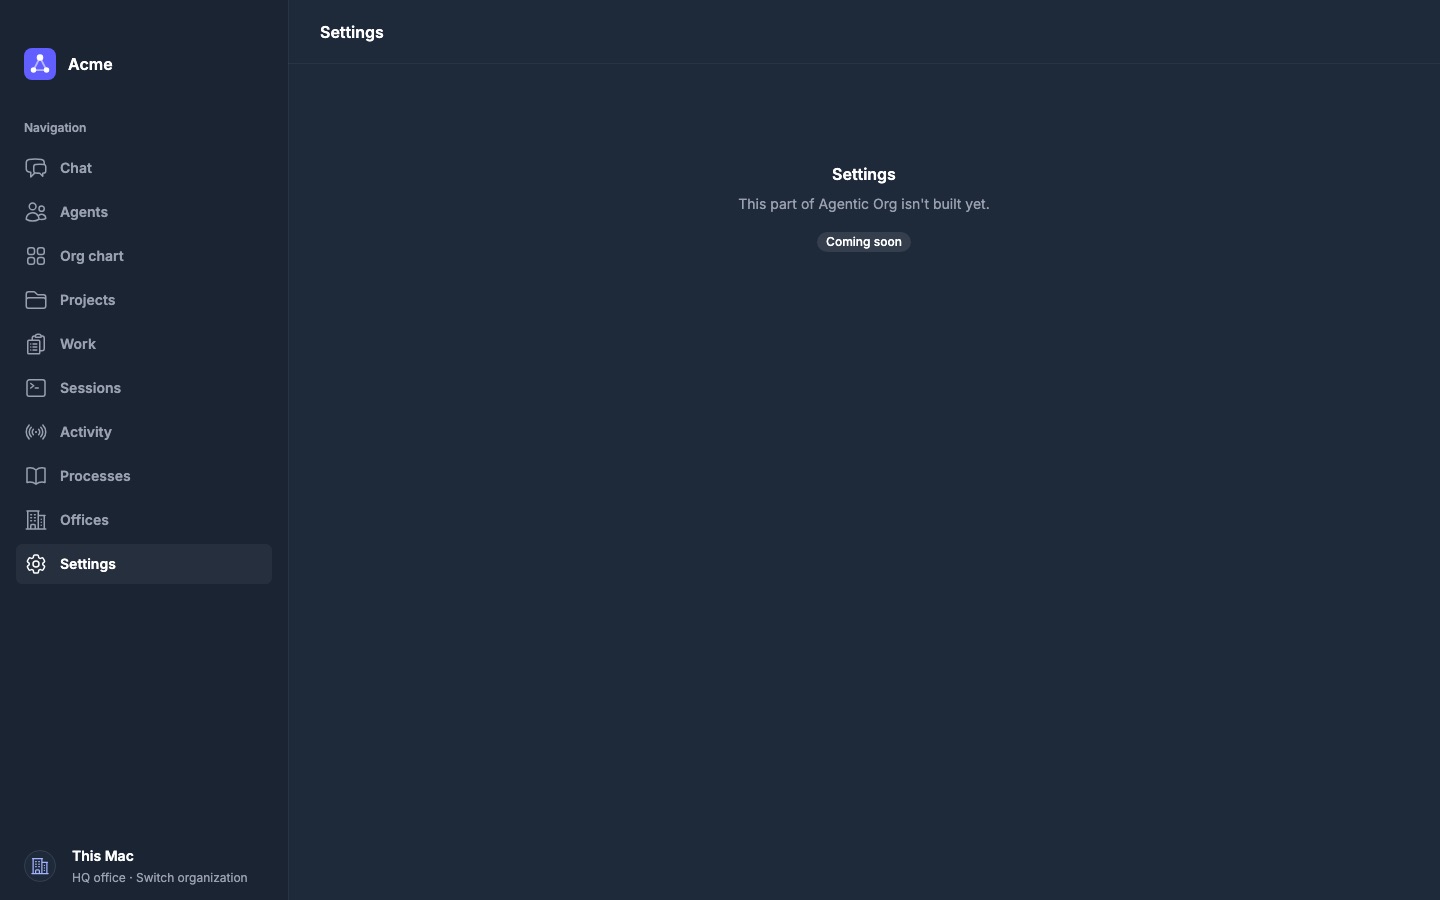 Settings
Acme
Navigation
Chat
Agents
Org chart
Projects
Work
Sessions
Activity
Processes
Offices
Settings
This Mac
HQ office · Switch organization
Settings
This part of Agentic Org isn't built yet.
Coming soon